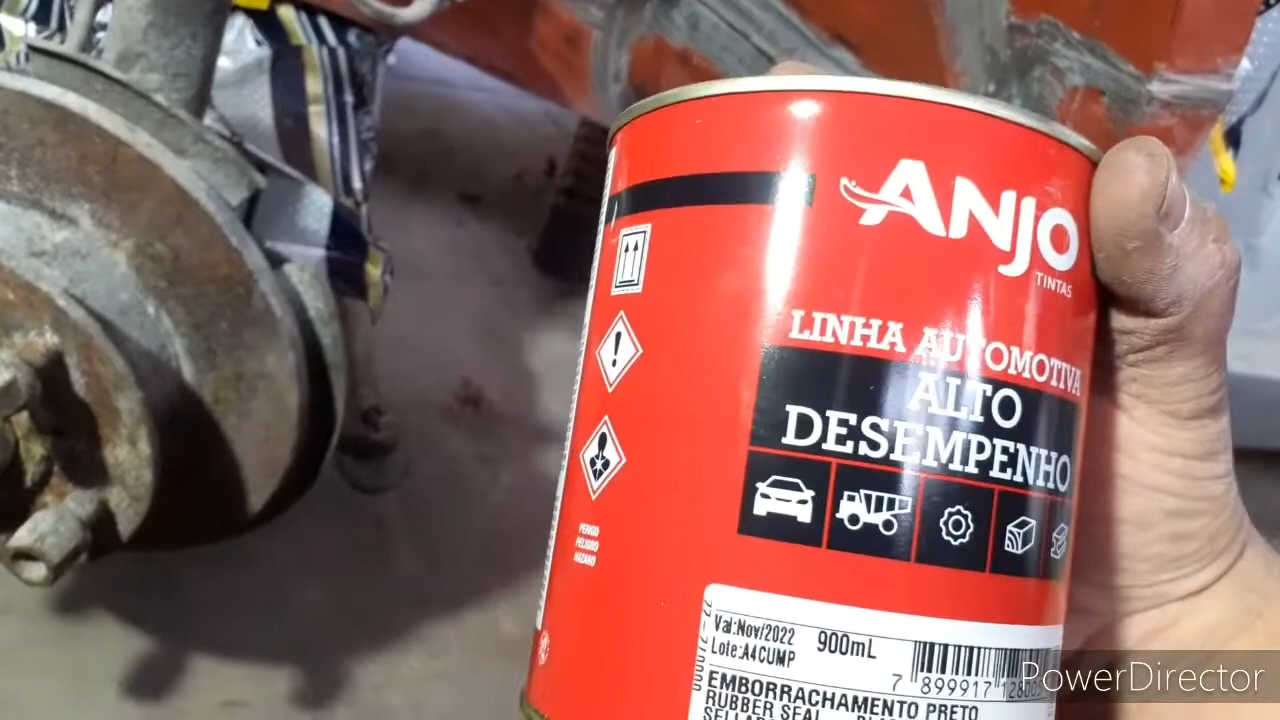 ANJO
TINTAS
LINHA AUTOMOTIVA
ALTO
DESEMPENHO
PERIGO
PELIGRO
HAZARD
Val:Nov/2022 900mL
Lote:A4CUMP
7 899917
EMBORRACHAMENTO PRETO
RUBBER SEAL
PowerDirector